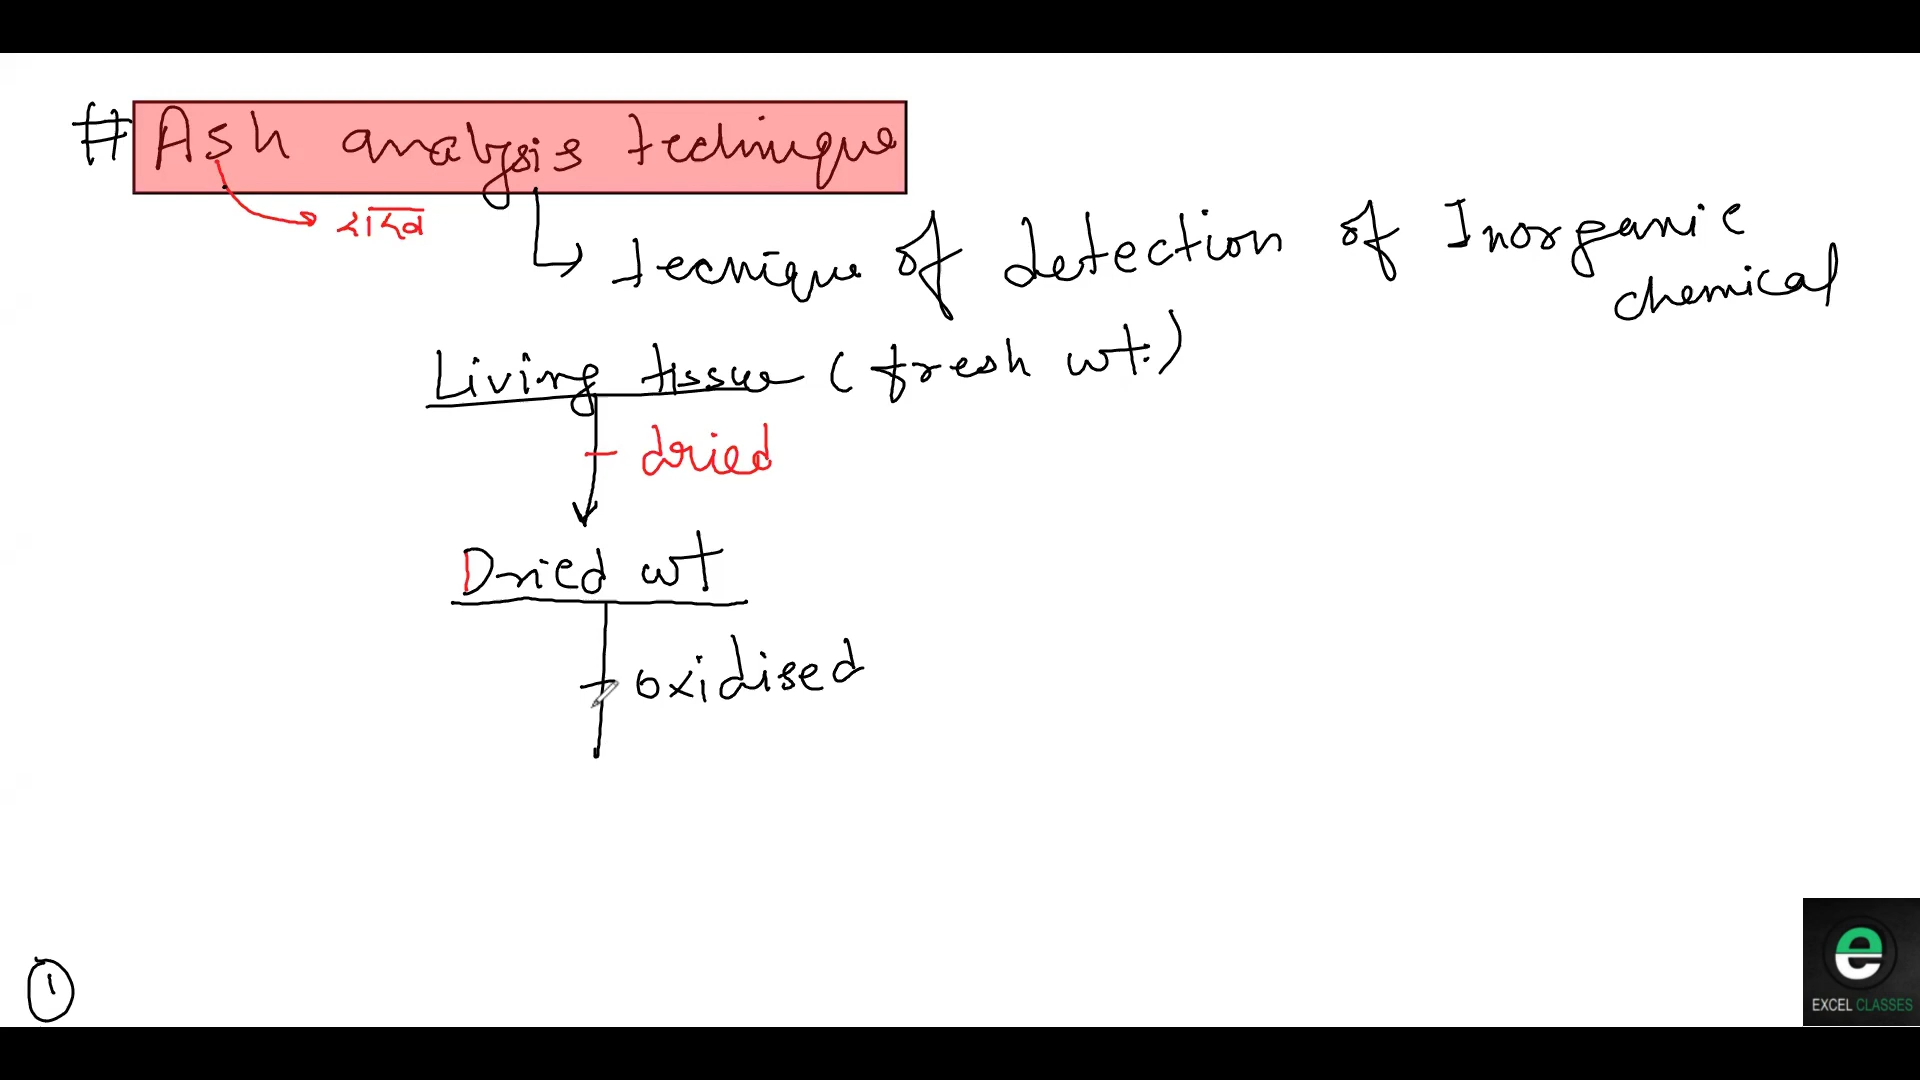 # Ash analysis technique
राख
tecnique of detection of Inorganic
chemical
Living tissue (fresh wt.)
dried
Dried wt
oxidised
1
e
EXCEL CLASSES